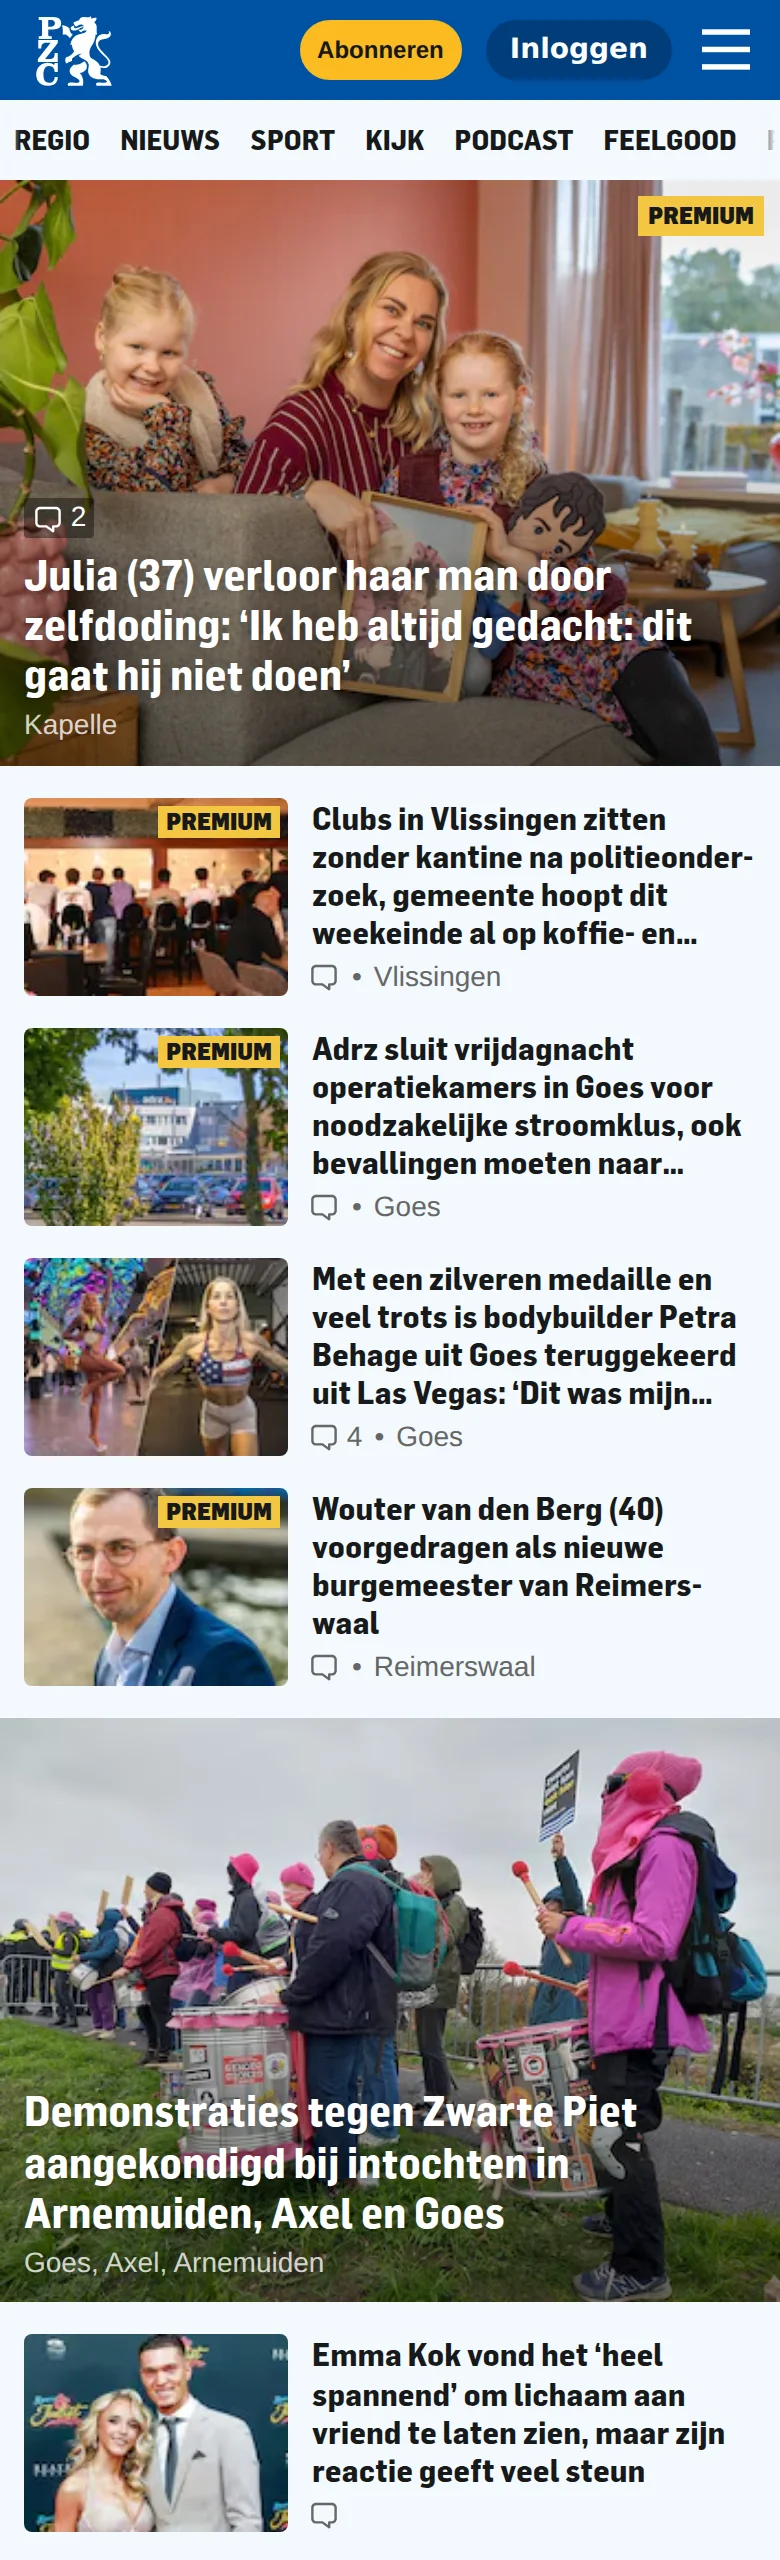 PZC
Abonneren
Inloggen
REGIO NIEUWS SPORT KIJK PODCAST FEELGOOD
PREMIUM
2
Julia (37) verloor haar man door
zelfdoding: ‘Ik heb altijd gedacht: dit
gaat hij niet doen’
Kapelle
PREMIUM
Clubs in Vlissingen zitten
zonder kantine na politieonder-
zoek, gemeente hoopt dit
weekeinde al op koffie- en...
• Vlissingen
PREMIUM
Adrz sluit vrijdagnacht
operatiekamers in Goes voor
noodzakelijke stroomklus, ook
bevallingen moeten naar...
• Goes
Met een zilveren medaille en
veel trots is bodybuilder Petra
Behage uit Goes teruggekeerd
uit Las Vegas: ‘Dit was mijn...
4 • Goes
PREMIUM
Wouter van den Berg (40)
voorgedragen als nieuwe
burgemeester van Reimers-
waal
• Reimerswaal
Demonstraties tegen Zwarte Piet
aangekondigd bij intochten in
Arnemuiden, Axel en Goes
Goes, Axel, Arnemuiden
Emma Kok vond het ‘heel
spannend’ om lichaam aan
vriend te laten zien, maar zijn
reactie geeft veel steun